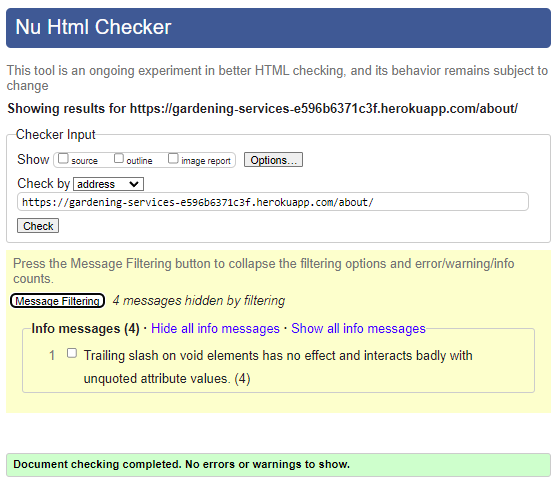 Nu Html Checker
This tool is an ongoing experiment in better HTML checking, and its behavior remains subject to
change
Showing results for https://gardening-services-e596b6371c3f.herokuapp.com/about/
Checker Input
Show source outline image report Options...
Check by address
https://gardening-services-e596b6371c3f.herokuapp.com/about/
Check
Press the Message Filtering button to collapse the filtering options and error/warning/info
counts.
Message Filtering 4 messages hidden by filtering
Info messages (4) · Hide all info messages · Show all info messages
1 Trailing slash on void elements has no effect and interacts badly with
unquoted attribute values. (4)
Document checking completed. No errors or warnings to show.